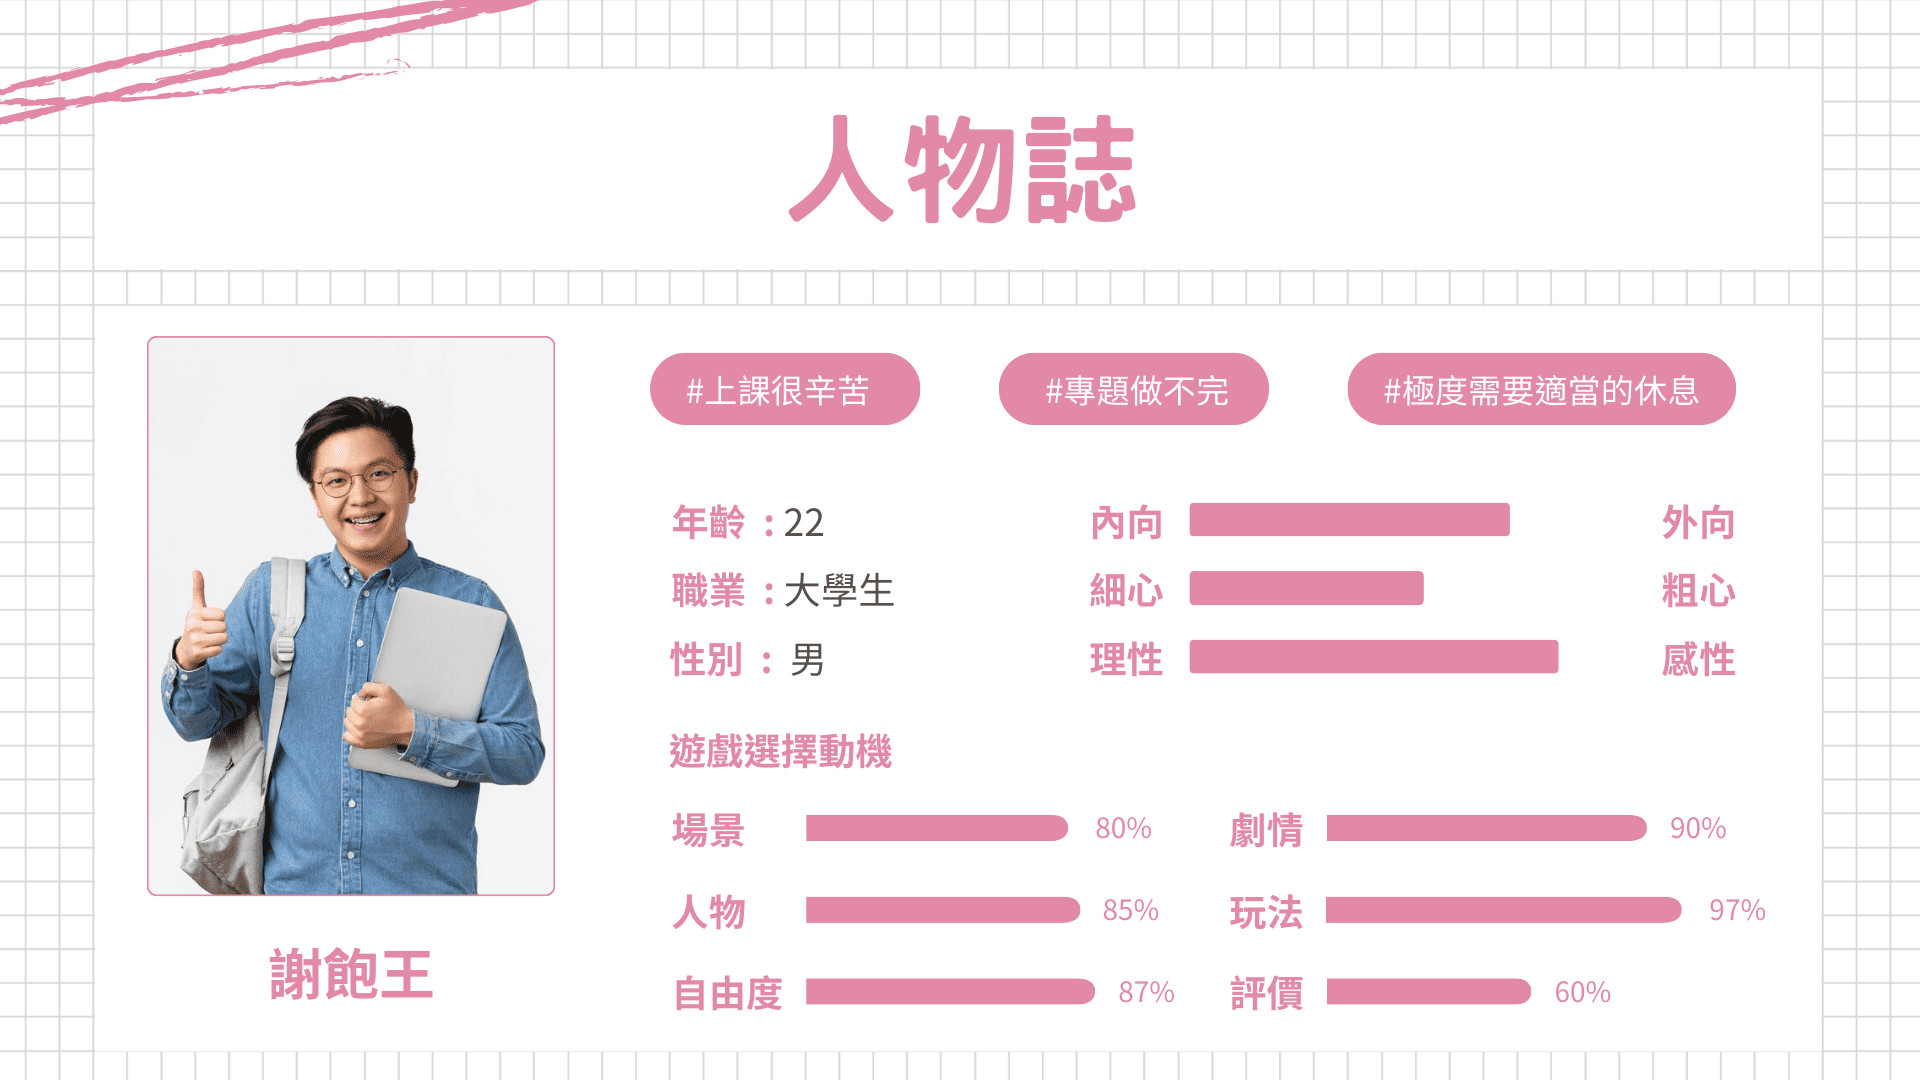 人物誌
#上課很辛苦
#專題做不完
#極度需要適當的休息
年齡 : 22
內向
外向
職業 : 大學生
細心
粗心
性別 : 男
理性
感性
遊戲選擇動機
場景 80%
劇情 90%
人物 85%
玩法 97%
自由度 87%
評價 60%
謝飽王